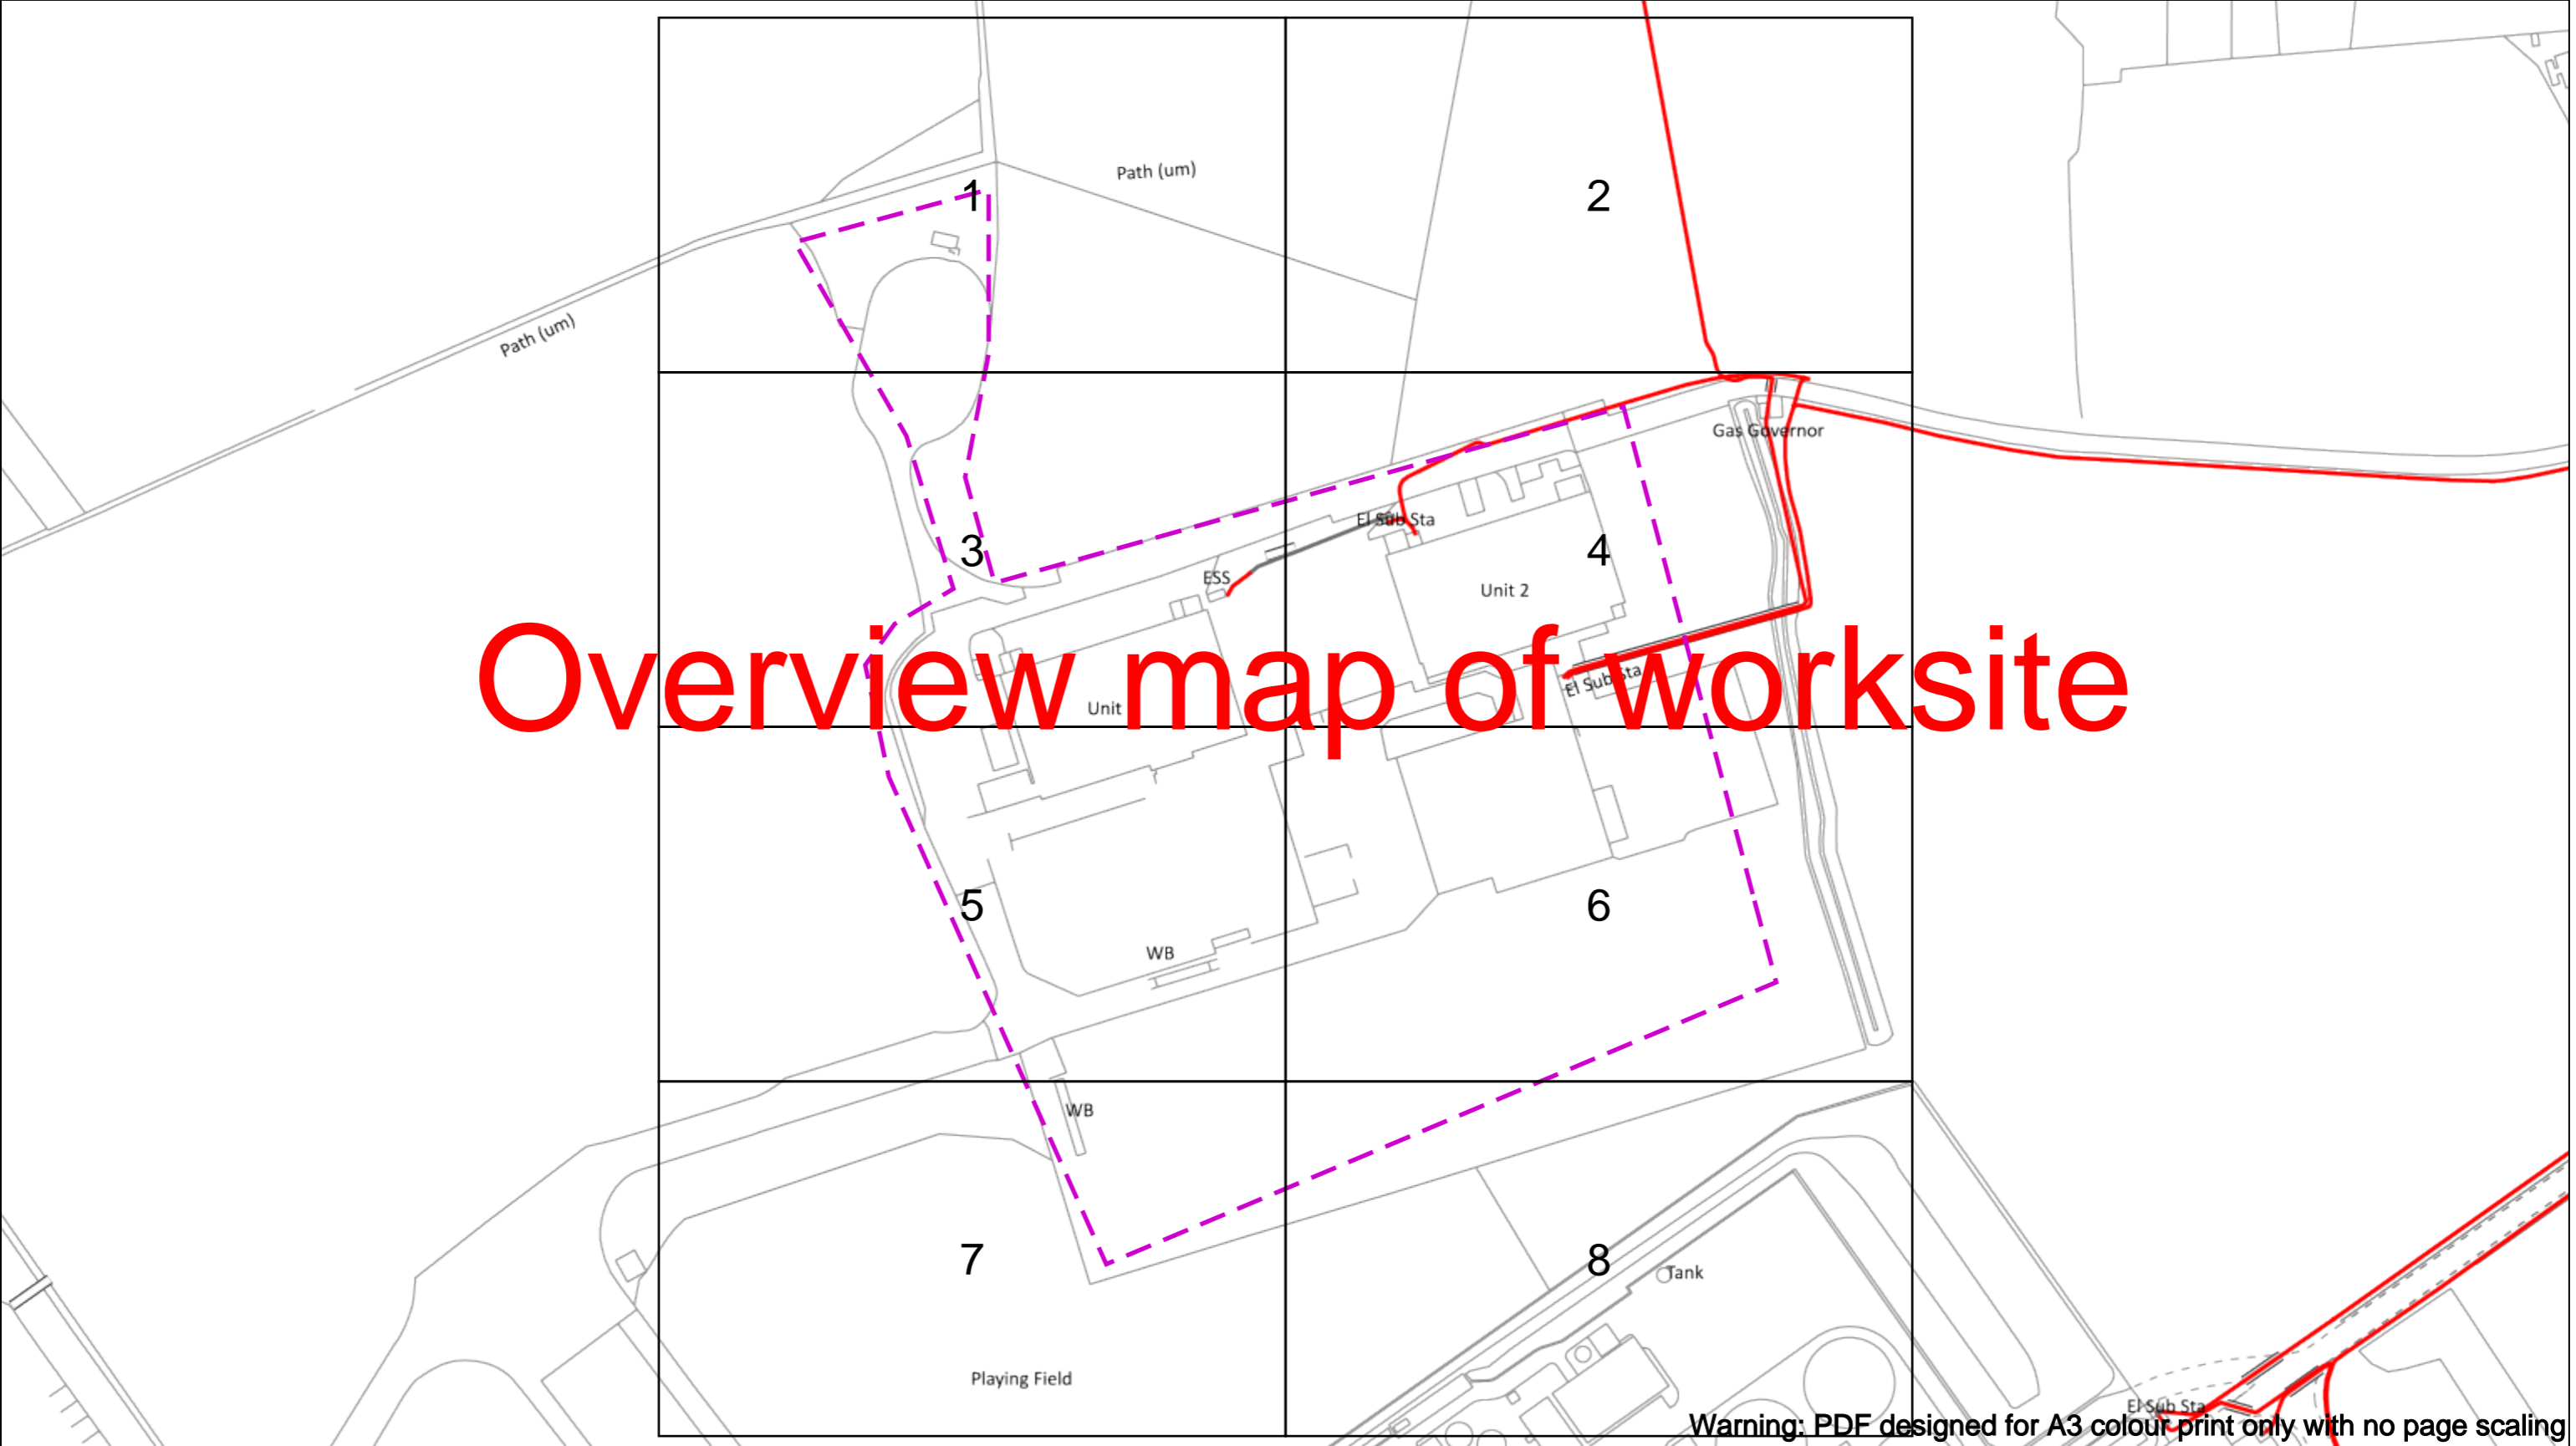 Path (um)
1
2
Path (um)
Gas Governor
El Sub Sta
3
4
ESS
Unit 2
Overview map of worksite
El Sub Sta
Unit
5
6
WB
WB
7
8
Tank
Playing Field
El Sub Sta
Warning: PDF designed for A3 colour print only with no page scaling